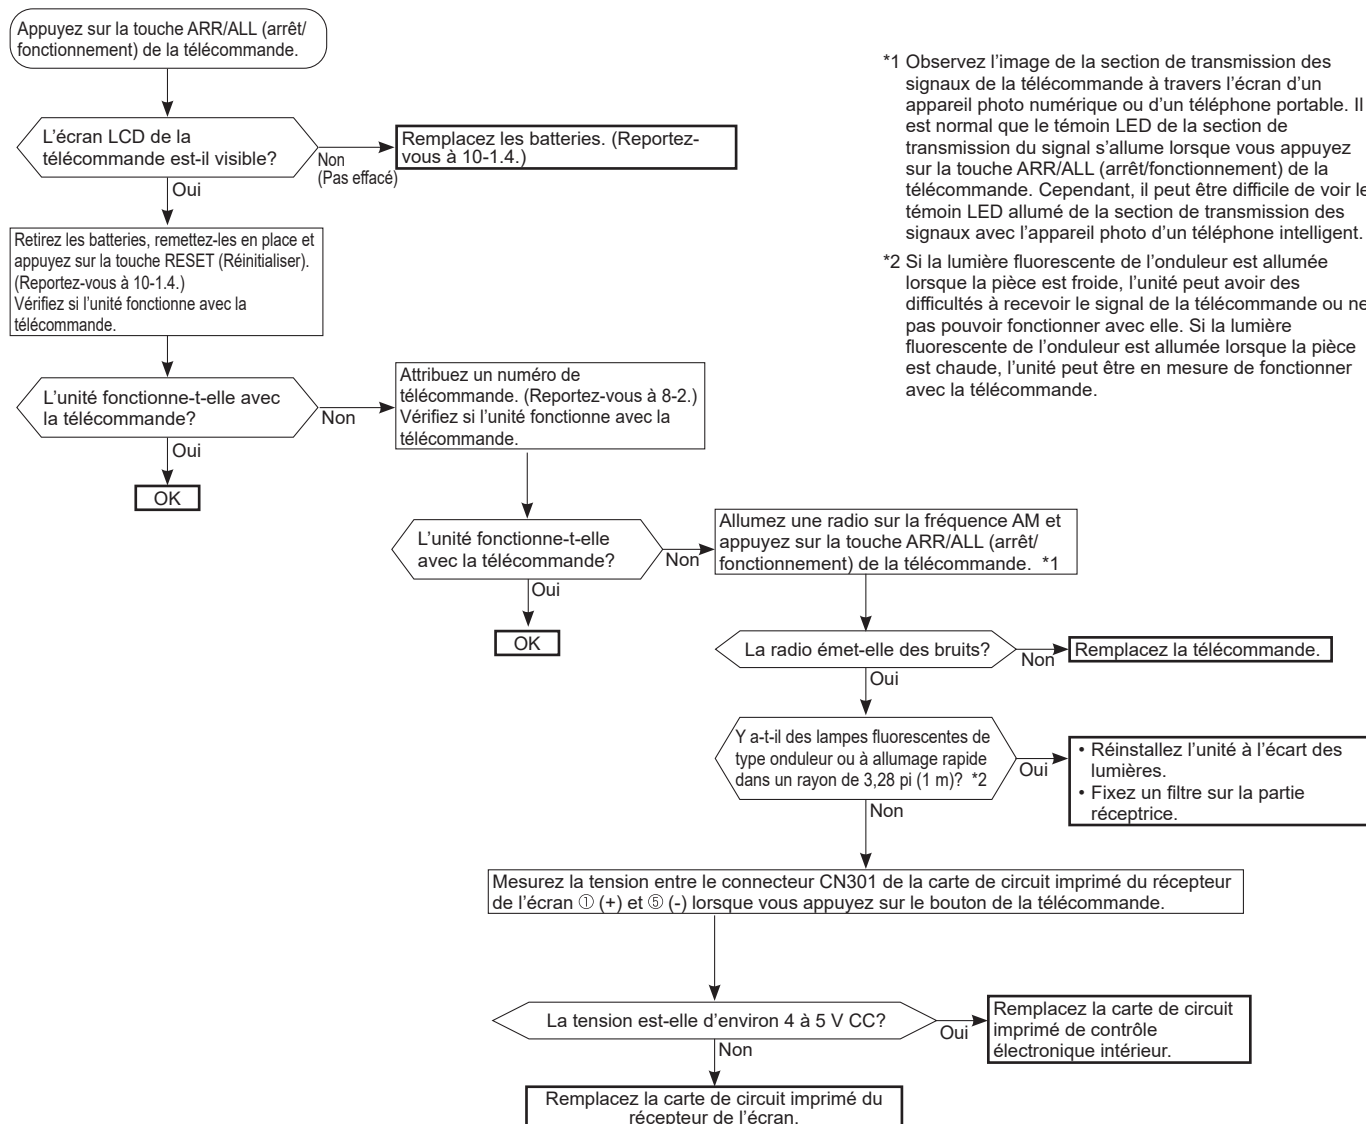 Appuyez sur la touche ARR/ALL (arrêt/
fonctionnement) de la télécommande.
L'écran LCD de la
télécommande est-il visible?
Non
(Pas effacé)
Remplacez les batteries. (Reportez-
vous à 10-1.4.)
Oui
Retirez les batteries, remettez-les en place et
appuyez sur la touche RESET (Réinitialiser).
(Reportez-vous à 10-1.4.)
Vérifiez si l'unité fonctionne avec la
télécommande.
L'unité fonctionne-t-elle avec
la télécommande?
Non
Oui
OK
Attribuez un numéro de
télécommande. (Reportez-vous à 8-2.)
Vérifiez si l'unité fonctionne avec la
télécommande.
L'unité fonctionne-t-elle
avec la télécommande?
Non
Oui
OK
Allumez une radio sur la fréquence AM et
appuyez sur la touche ARR/ALL (arrêt/
fonctionnement) de la télécommande. *1
La radio émet-elle des bruits?
Non
Remplacez la télécommande.
Oui
Y a-t-il des lampes fluorescentes de
type onduleur ou à allumage rapide
dans un rayon de 3,28 pi (1 m)? *2
Oui
• Réinstallez l'unité à l'écart des
lumières.
• Fixez un filtre sur la partie
réceptrice.
Non
Mesurez la tension entre le connecteur CN301 de la carte de circuit imprimé du récepteur
de l'écran ① (+) et ⑤ (-) lorsque vous appuyez sur le bouton de la télécommande.
La tension est-elle d'environ 4 à 5 V CC?
Oui
Remplacez la carte de circuit
imprimé de contrôle
électronique intérieur.
Non
Remplacez la carte de circuit imprimé du
récepteur de l'écran.
*1 Observez l'image de la section de transmission des
signaux de la télécommande à travers l'écran d'un
appareil photo numérique ou d'un téléphone portable. Il
est normal que le témoin LED de la section de
transmission du signal s'allume lorsque vous appuyez
sur la touche ARR/ALL (arrêt/fonctionnement) de la
télécommande. Cependant, il peut être difficile de voir le
témoin LED allumé de la section de transmission des
signaux avec l'appareil photo d'un téléphone intelligent.
*2 Si la lumière fluorescente de l'onduleur est allumée
lorsque la pièce est froide, l'unité peut avoir des
difficultés à recevoir le signal de la télécommande ou ne
pas pouvoir fonctionner avec elle. Si la lumière
fluorescente de l'onduleur est allumée lorsque la pièce
est chaude, l'unité peut être en mesure de fonctionner
avec la télécommande.